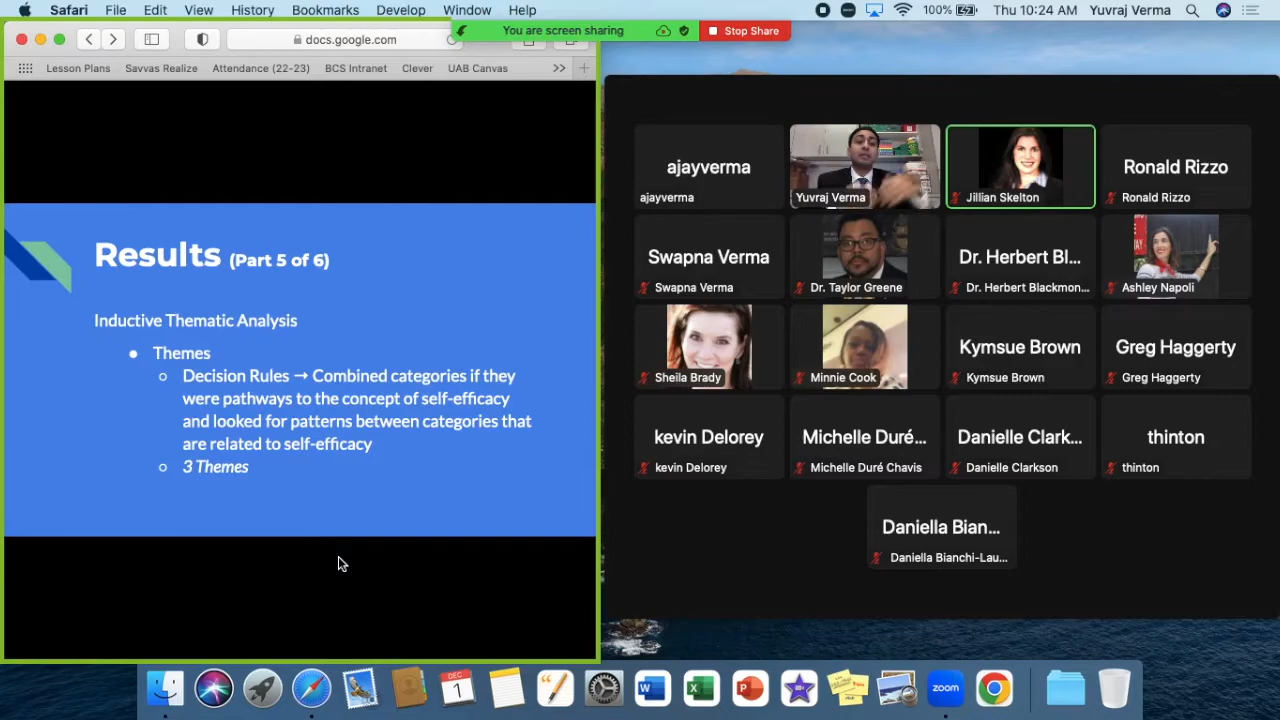 Safari File Edit View History Bookmarks Develop Window Help 100% Thu 10:24 AM Yuvraj Verma
You are screen sharing Stop Share
docs.google.com
Lesson Plans Savvas Realize Attendance (22-23) BCS Intranet Clever UAB Canvas >> +
Results (Part 5 of 6)
Inductive Thematic Analysis
● Themes
○ Decision Rules → Combined categories if they
were pathways to the concept of self-efficacy
and looked for patterns between categories that
are related to self-efficacy
○ 3 Themes
ajayverma
ajayverma
Yuvraj Verma
Jillian Skelton
Ronald Rizzo
Ronald Rizzo
Swapna Verma
Swapna Verma
Dr. Taylor Greene
Dr. Herbert Bl...
Dr. Herbert Blackmon...
Ashley Napoli
Sheila Brady
Minnie Cook
Kymsue Brown
Kymsue Brown
Greg Haggerty
Greg Haggerty
kevin Delorey
kevin Delorey
Michelle Duré...
Michelle Duré Chavis
Danielle Clark...
Danielle Clarkson
thinton
thinton
Daniella Bian...
Daniella Bianchi-Lau...
DEC
1
W
X
P
zoom